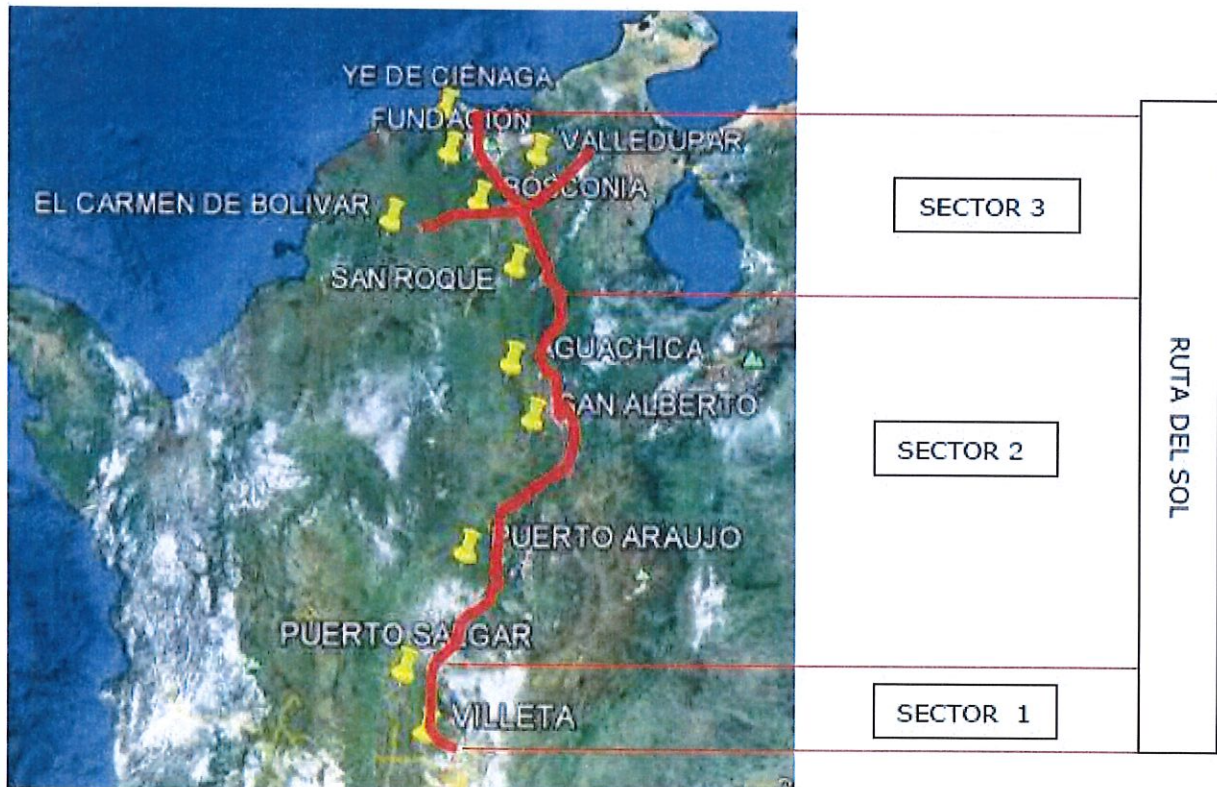 YE DE CIÉNAGA
FUNDACIÓN
VALLEDUPAR
BOSCONIA
EL CARMEN DE BOLIVAR
SAN ROQUE
AGUACHICA
SAN ALBERTO
PUERTO ARAUJO
PUERTO SALGAR
VILLETA
SECTOR 3
SECTOR 2
SECTOR 1
RUTA DEL SOL